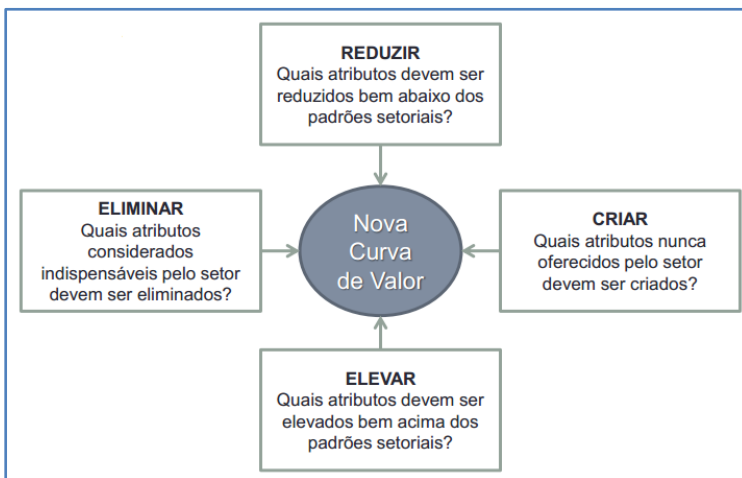 REDUZIR
Quais atributos devem ser
reduzidos bem abaixo dos
padrões setoriais?
ELIMINAR
Quais atributos
considerados
indispensáveis pelo setor
devem ser eliminados?
Nova
Curva
de Valor
CRIAR
Quais atributos nunca
oferecidos pelo setor
devem ser criados?
ELEVAR
Quais atributos devem ser
elevados bem acima dos
padrões setoriais?